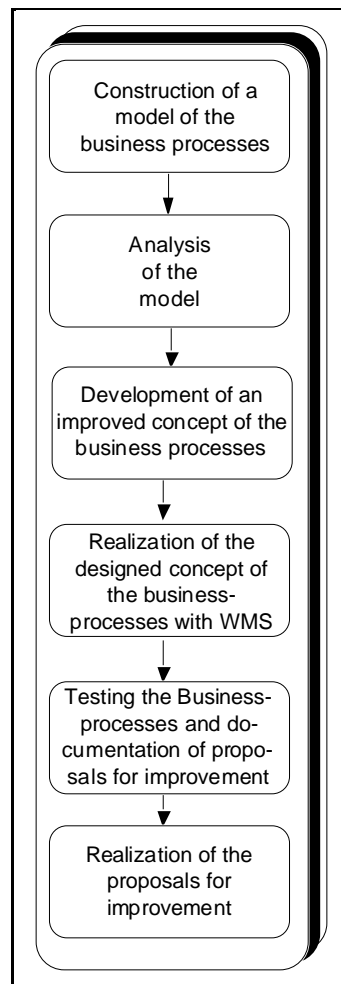 Construction of a
model of the
business processes
Analysis
of the
model
Development of an
improved concept of the
business processes
Realization of the
designed concept of
the business-
processes with WMS
Testing the Business-
processes and do-
cumentation of propo-
sals for improvement
Realization of the
proposals for
improvement